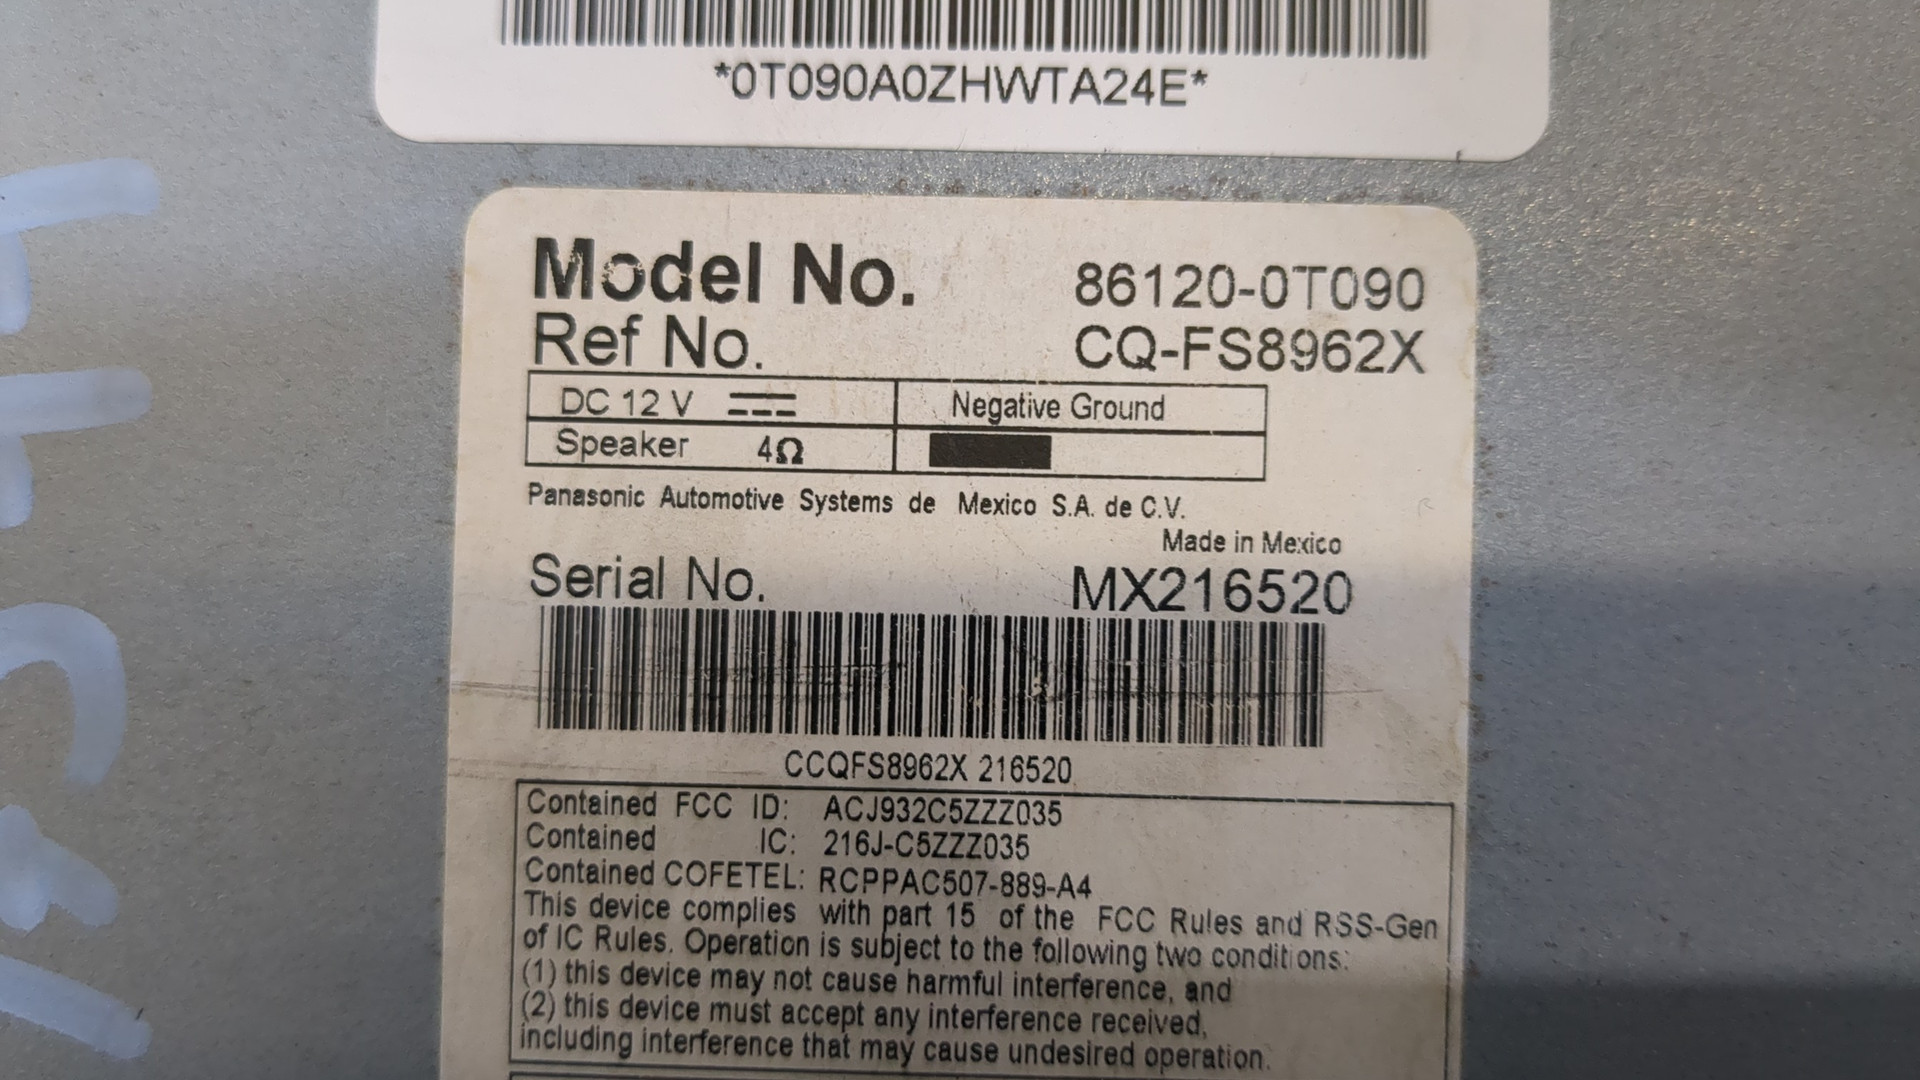 *0T090A0ZHWTA24E*
Model No. 86120-0T090
Ref No. CQ-FS8962X
DC 12 V Negative Ground
Speaker 4Ω
Panasonic Automotive Systems de Mexico S.A. de C.V.
Made in Mexico
Serial No. MX216520
CCQFS8962X 216520
Contained FCC ID: ACJ932C5ZZZ035
Contained IC: 216J-C5ZZZ035
Contained COFETEL: RCPPAC507-889-A4
This device complies with part 15 of the FCC Rules and RSS-Gen
of IC Rules. Operation is subject to the following two conditions:
(1) this device may not cause harmful interference, and
(2) this device must accept any interference received,
including interference that may cause undesired operation.